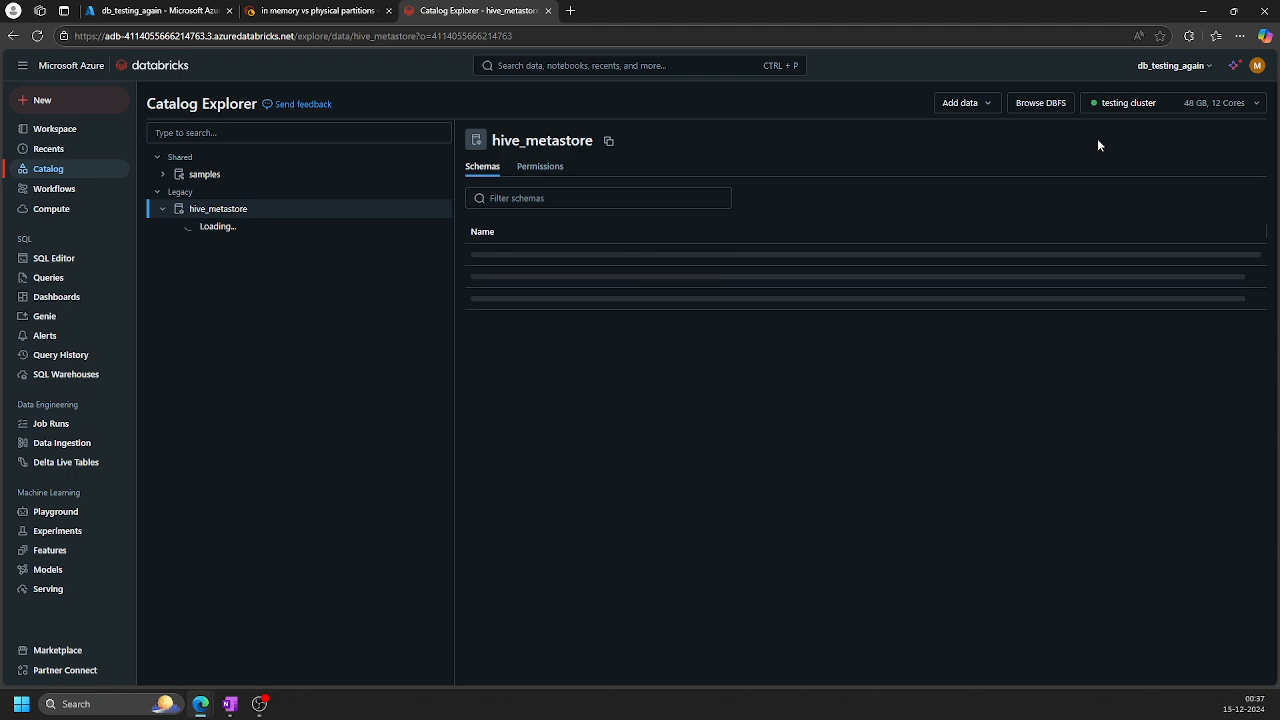 db_testing_again - Microsoft Azu
in memory vs physical partitions
Catalog Explorer - hive_metastore
https://adb-4114055666214763.3.azuredatabricks.net/explore/data/hive_metastore?o=4114055666214763
Microsoft Azure
databricks
Search data, notebooks, recents, and more...
CTRL + P
db_testing_again
M
New
Workspace
Recents
Catalog
Workflows
Compute
SQL
SQL Editor
Queries
Dashboards
Genie
Alerts
Query History
SQL Warehouses
Data Engineering
Job Runs
Data Ingestion
Delta Live Tables
Machine Learning
Playground
Experiments
Features
Models
Serving
Marketplace
Partner Connect
Catalog Explorer
Send feedback
Add data
Browse DBFS
testing cluster
48 GB, 12 Cores
Type to search...
Shared
samples
Legacy
hive_metastore
Loading...
hive_metastore
Schemas
Permissions
Filter schemas
Name
Search
00:37
15-12-2024